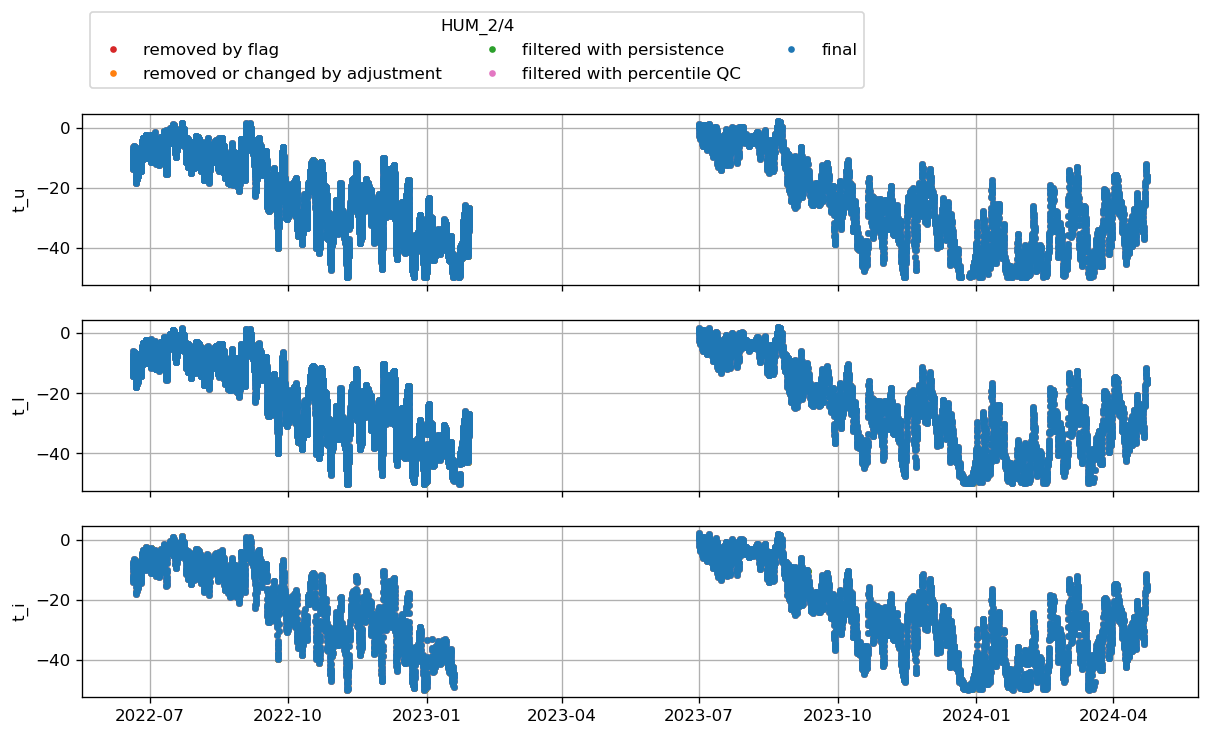 HUM_2/4
removed by flag
filtered with persistence
final
removed or changed by adjustment
filtered with percentile QC
0
−20
−40
t_u
0
−20
−40
t_l
0
−20
−40
t_i
2022-07 2022-10 2023-01 2023-04 2023-07 2023-10 2024-01 2024-04